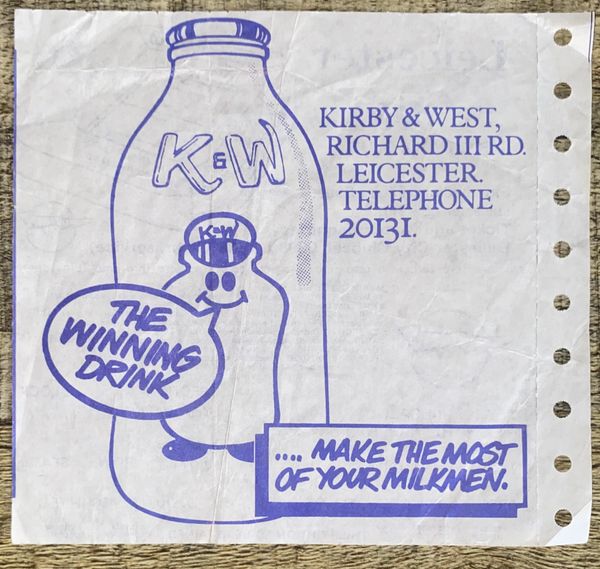 K&W
KIRBY & WEST,
RICHARD III RD.
LEICESTER.
TELEPHONE
20131.
K&W
THE
WINNING
DRINK
.... MAKE THE MOST
OF YOUR MILKMEN.